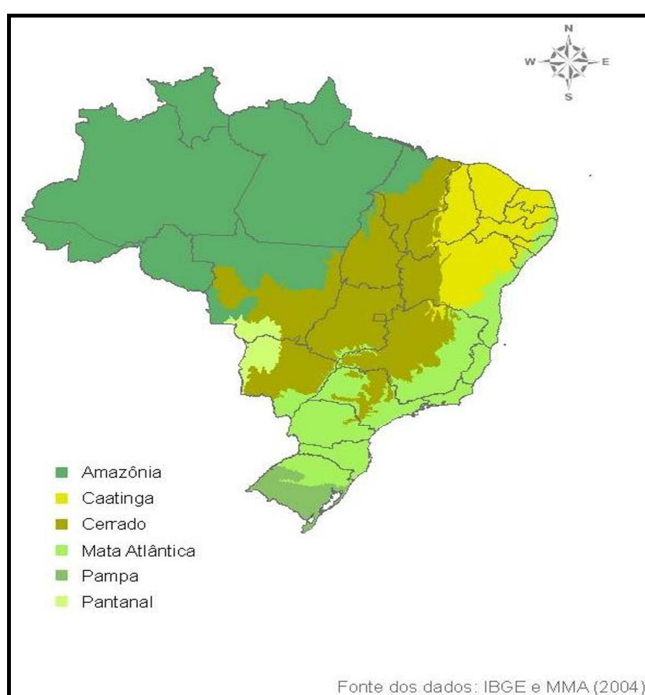 N
W E
S
Amazônia
Caatinga
Cerrado
Mata Atlântica
Pampa
Pantanal
Fonte dos dados: IBGE e MMA (2004)